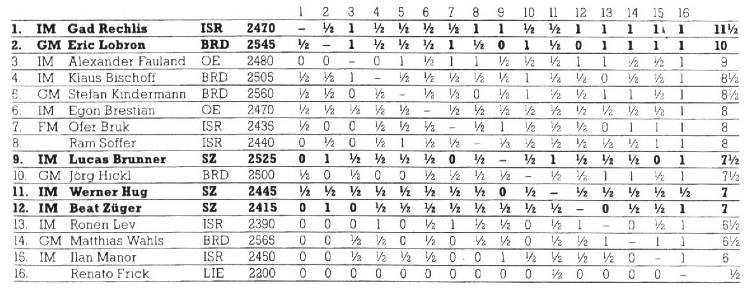 1 2 3 4 5 6 7 8 9 10 11 12 13 14 15 16
1. IM Gad Rechlis ISR 2470 – ½ 1 ½ ½ ½ ½ 1 1 ½ ½ 1 1 1 1 1 11½
2. GM Eric Lobron BRD 2545 ½ – 1 ½ ½ ½ 1 ½ 0 1 ½ 0 1 1 1 1 10
3. IM Alexander Fauland OE 2480 0 0 – 0 1 ½ 1 1 ½ ½ ½ 1 1 ½ ½ 1 9
4. IM Klaus Bischoff BRD 2505 ½ ½ 1 – ½ ½ ½ ½ ½ 1 ½ ½ 0 ½ ½ 1 8½
5. GM Stefan Kindermann BRD 2560 ½ ½ 0 ½ – ½ ½ 0 ½ 1 ½ ½ 1 1 ½ 1 8½
6. IM Egon Brestian OE 2470 ½ ½ ½ ½ ½ – ½ ½ ½ ½ ½ ½ ½ ½ ½ 1 8
7. FM Ofer Bruk ISR 2435 ½ 0 0 ½ ½ ½ – ½ 1 ½ ½ ½ 0 1 1 1 8
8. Ram Soffer ISR 2440 0 ½ 0 ½ 1 ½ ½ – ½ ½ ½ ½ ½ ½ 1 1 8
9. IM Lucas Brunner SZ 2525 0 1 ½ ½ ½ ½ 0 ½ – ½ 1 ½ ½ ½ 0 1 7½
10. GM Jörg Hickl BRD 2500 ½ 0 ½ 0 0 ½ ½ ½ ½ – ½ ½ 1 1 ½ 1 7½
11. IM Werner Hug SZ 2445 ½ ½ ½ ½ ½ ½ ½ ½ 0 ½ – ½ ½ ½ ½ ½ 7
12. IM Beat Züger SZ 2415 0 1 0 ½ ½ ½ ½ ½ ½ ½ ½ – 0 ½ ½ 1 7
13. IM Ronen Lev ISR 2390 0 0 0 1 0 ½ 1 ½ ½ 0 ½ 1 – 0 ½ 1 6½
14. GM Matthias Wahls BRD 2565 0 0 ½ ½ 0 ½ 0 ½ ½ 0 ½ ½ 1 – 1 1 6½
15. IM Ilan Manor ISR 2450 0 0 ½ ½ ½ ½ 0 0 1 ½ ½ ½ ½ 0 – 1 6
16. Renato Frick LIE 2200 0 0 0 0 0 0 0 0 0 0 ½ 0 0 0 0 – ½